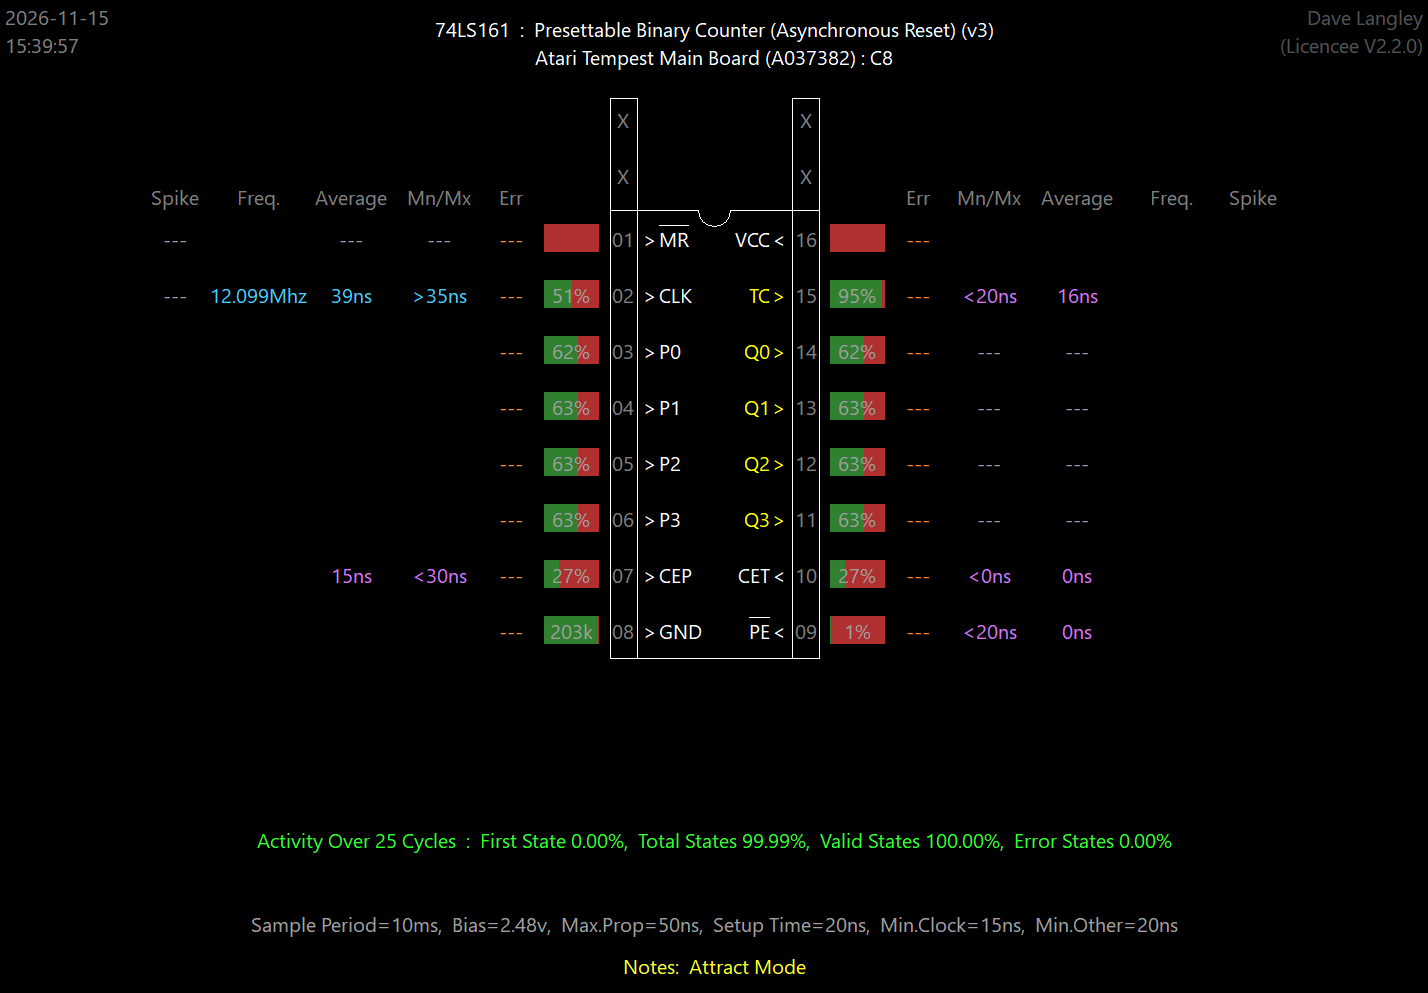 2026-11-15
15:39:57
74LS161 : Presettable Binary Counter (Asynchronous Reset) (v3)
Atari Tempest Main Board (A037382) : C8
Dave Langley
(Licencee V2.2.0)
X X
X X
Spike Freq. Average Mn/Mx Err Err Mn/Mx Average Freq. Spike
--- --- --- --- 01 > MR VCC < 16 ---
--- 12.099Mhz 39ns >35ns --- 51% 02 > CLK TC > 15 95% --- <20ns 16ns
--- 62% 03 > P0 Q0 > 14 62% --- --- ---
--- 63% 04 > P1 Q1 > 13 63% --- --- ---
--- 63% 05 > P2 Q2 > 12 63% --- --- ---
--- 63% 06 > P3 Q3 > 11 63% --- --- ---
15ns <30ns --- 27% 07 > CEP CET < 10 27% --- <0ns 0ns
--- 203k 08 > GND PE < 09 1% --- <20ns 0ns
Activity Over 25 Cycles : First State 0.00%, Total States 99.99%, Valid States 100.00%, Error States 0.00%
Sample Period=10ms, Bias=2.48v, Max.Prop=50ns, Setup Time=20ns, Min.Clock=15ns, Min.Other=20ns
Notes: Attract Mode